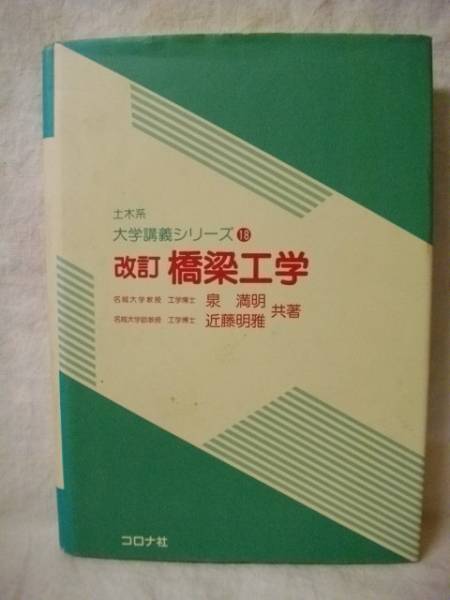 土木系
大学講義シリーズ⑱
改訂 橋梁工学
名城大学教授 工学博士 泉 満明
名城大学助教授 工学博士 近藤明雅
共著
コロナ社